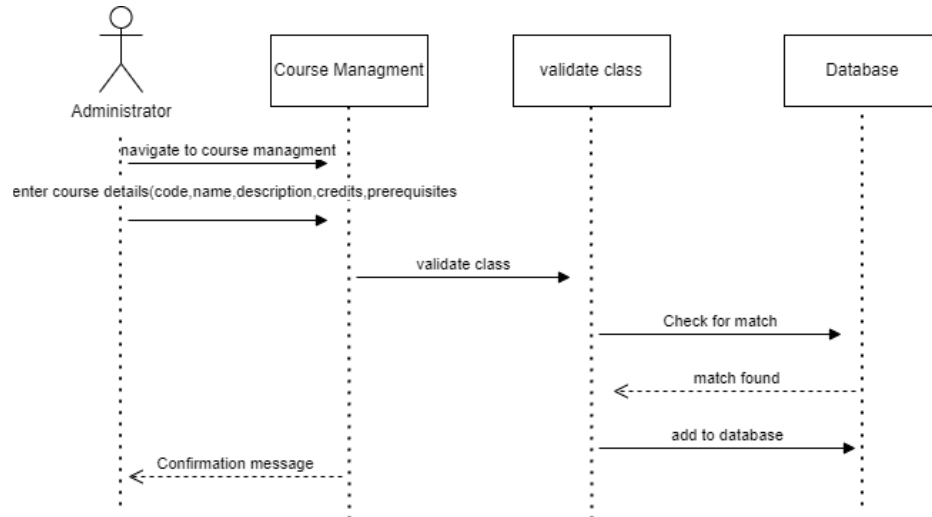 Administrator
Course Managment
validate class
Database
navigate to course managment
enter course details(code,name,description,credits,prerequisites
validate class
Check for match
match found
add to database
Confirmation message